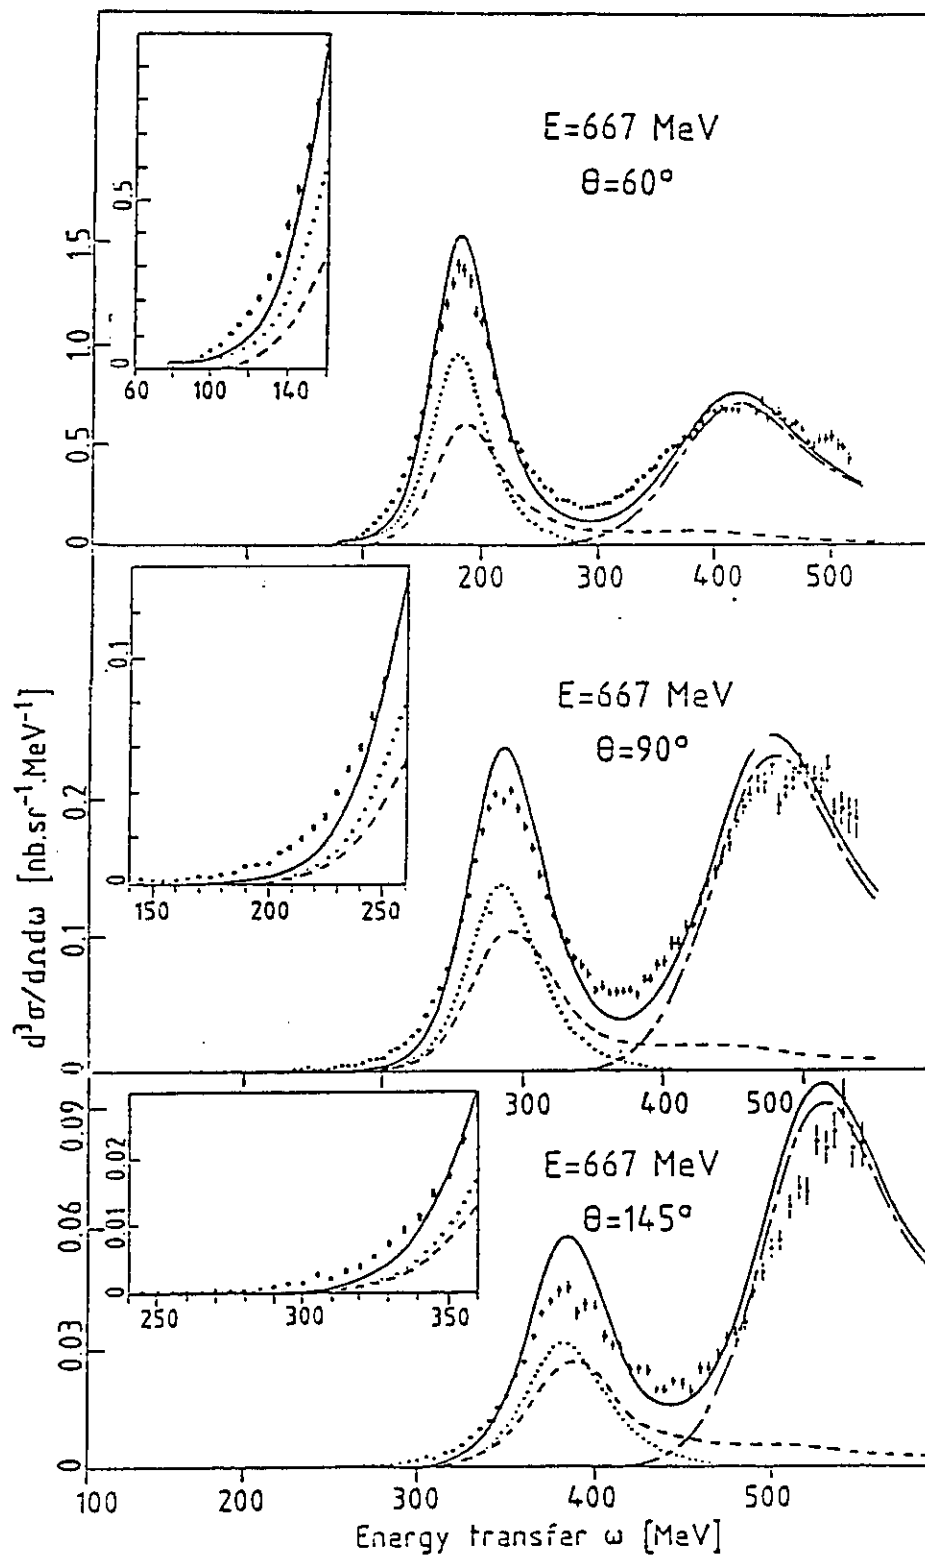 E=667 MeV
θ=60°
0.5
0
60 100 140
1.5
1.0
0.5
0
200 300 400 500
E=667 MeV
θ=90°
0.1
0
150 200 250
0.2
0.1
0
200 300 400 500
d³σ/dΩdω [nb.sr⁻¹.MeV⁻¹]
E=667 MeV
θ=145°
0.02
0.01
0
250 300 350
0.09
0.06
0.03
0
100 200 300 400 500
Energy transfer ω [MeV]